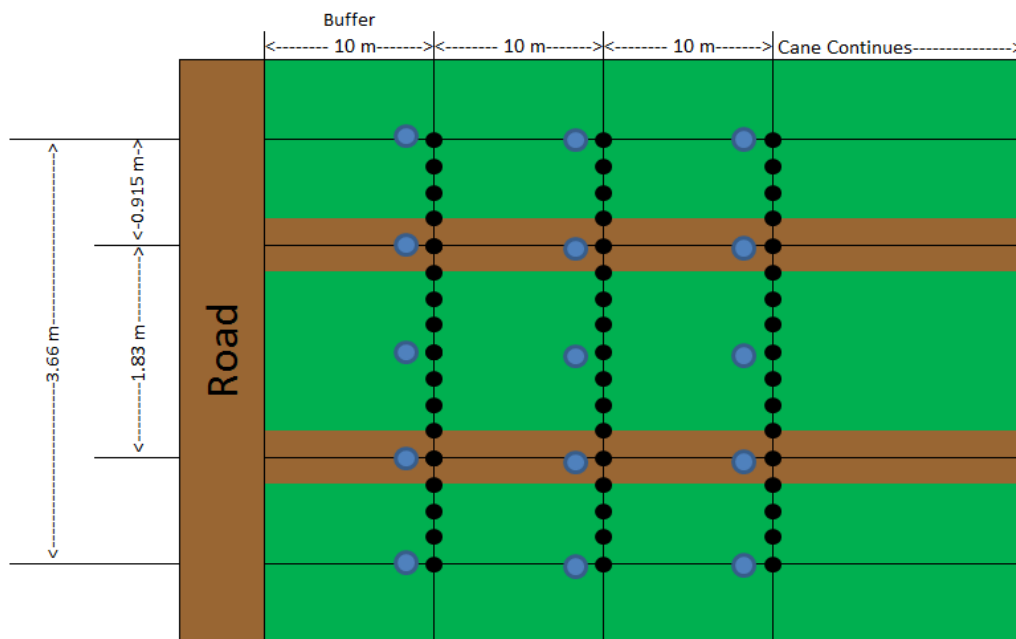 Buffer
<-------- 10 m------->
<-------- 10 m------->
<-------- 10 m------->
Cane Continues--------------->
<-0.915 m->
<------1.83 m------>
<------------------3.66 m------------------>
Road